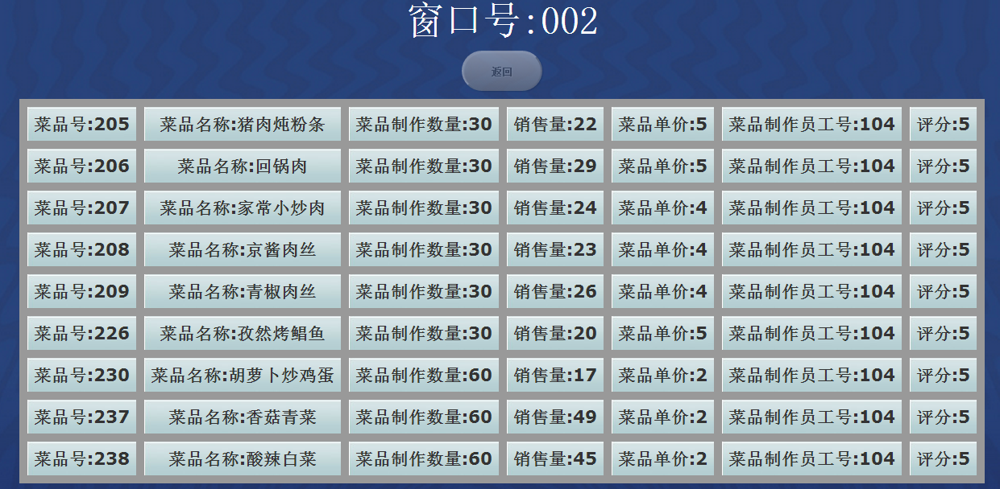 窗口号:002
返回
菜品号:205 菜品名称:猪肉炖粉条 菜品制作数量:30 销售量:22 菜品单价:5 菜品制作员工号:104 评分:5
菜品号:206 菜品名称:回锅肉 菜品制作数量:30 销售量:29 菜品单价:5 菜品制作员工号:104 评分:5
菜品号:207 菜品名称:家常小炒肉 菜品制作数量:30 销售量:24 菜品单价:4 菜品制作员工号:104 评分:5
菜品号:208 菜品名称:京酱肉丝 菜品制作数量:30 销售量:23 菜品单价:4 菜品制作员工号:104 评分:5
菜品号:209 菜品名称:青椒肉丝 菜品制作数量:30 销售量:26 菜品单价:4 菜品制作员工号:104 评分:5
菜品号:226 菜品名称:孜然烤鲳鱼 菜品制作数量:30 销售量:20 菜品单价:5 菜品制作员工号:104 评分:5
菜品号:230 菜品名称:胡萝卜炒鸡蛋 菜品制作数量:60 销售量:17 菜品单价:2 菜品制作员工号:104 评分:5
菜品号:237 菜品名称:香菇青菜 菜品制作数量:60 销售量:49 菜品单价:2 菜品制作员工号:104 评分:5
菜品号:238 菜品名称:酸辣白菜 菜品制作数量:60 销售量:45 菜品单价:2 菜品制作员工号:104 评分:5